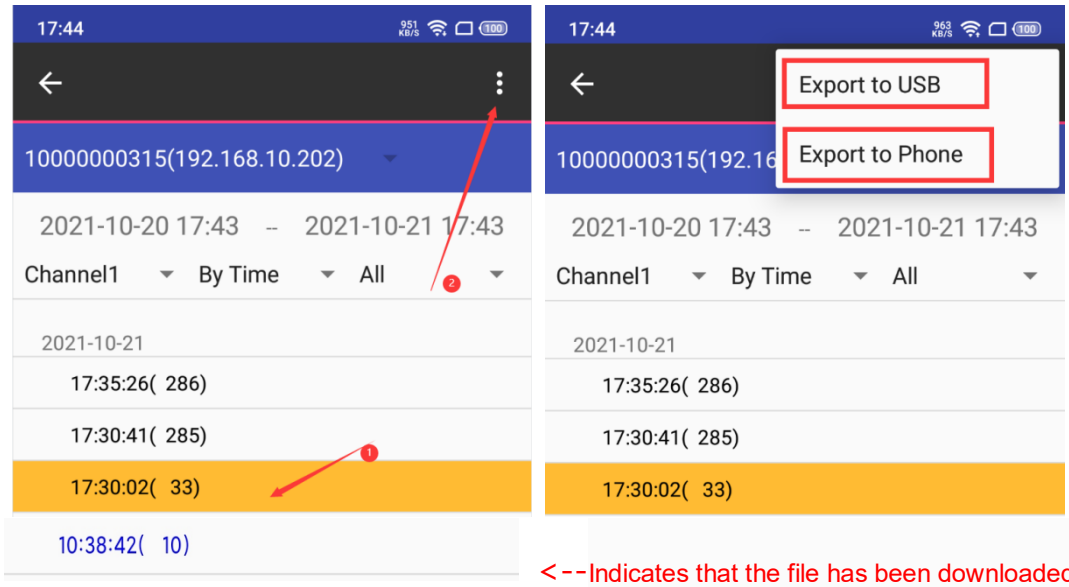 17:44
951 KB/S
100
10000000315(192.168.10.202)
2021-10-20 17:43 -- 2021-10-21 17:43
Channel1 By Time All
2
2021-10-21
17:35:26( 286)
17:30:41( 285)
1
17:30:02( 33)
10:38:42( 10)
17:44
963 KB/S
100
Export to USB
Export to Phone
10000000315(192.16
2021-10-20 17:43 -- 2021-10-21 17:43
Channel1 By Time All
2021-10-21
17:35:26( 286)
17:30:41( 285)
17:30:02( 33)
<--Indicates that the file has been downloaded